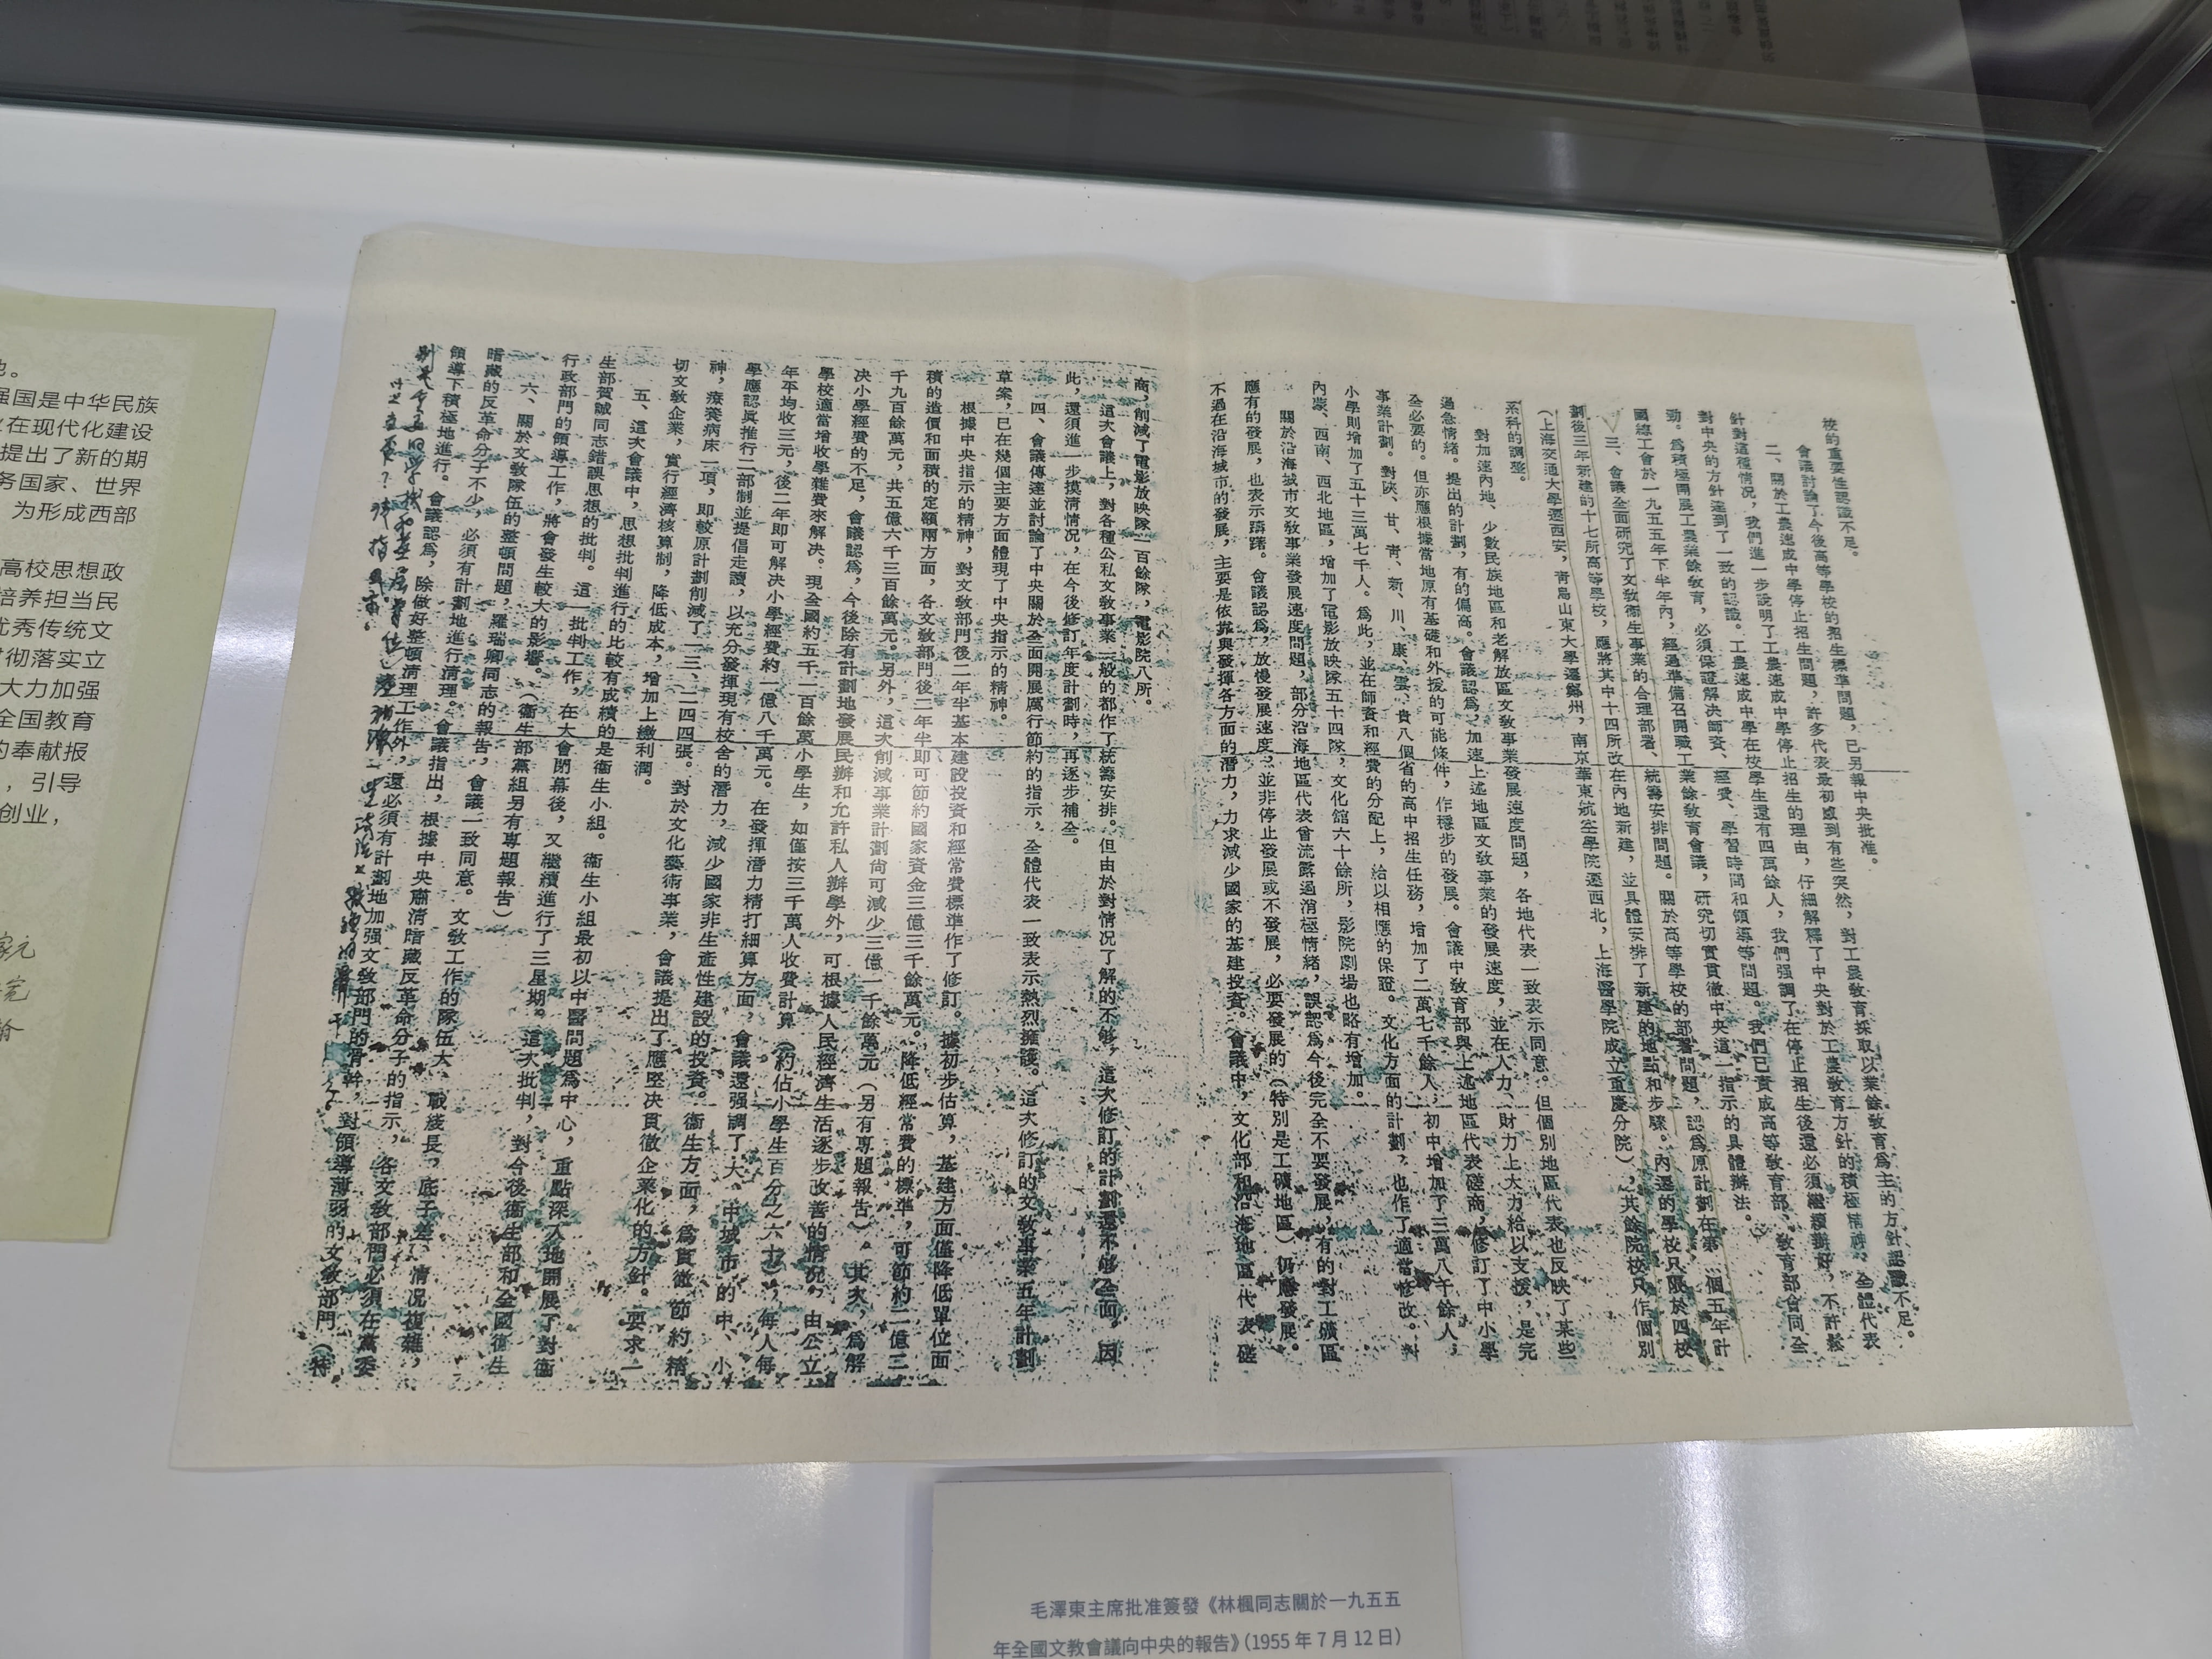 校的重要性認識不足。
會議討論了今後高等學校的招生標準問題，已另報中央批准。對工農教育採取以業餘教育爲主的方針認識不足。
二、關於工農速成中學停止招生問題，許多代表最初感到有些突然，
針對這種情況，我們進一步說明了工農速成中學停止招生的理由，仔細解釋了中央對於工農教育方針的積極精神。全體代表
對中央的方針達到了一致的認識。工農速成中學在校學生還有四萬餘人，我們强調了在停止招生後還必須繼續辦好，不許鬆
勁。爲積極開展工農業餘敎育，必須保證解決師資、經費、學習時間和領導等問題。我們已責成高等敎育部、敎育部會同全
國總工會於一九五五年下半年內，經過準備召開職工業餘敎育會議，研究切實貫徹中央這一指示的具體辦法。
三、會議全面研究了文敎衞生事業的合理部署、統籌安排問題。關於高等學校的部署問題，認爲原計劃在第一個五年計
劃後三年新建的十七所高等學校，應將其中十四所改在內地新建，並具體安排了新建的地點和步驟。內遷的學校只限於四校
（上海交通大學遷西安，靑島山東大學遷鄭州，南京華東航空學院遷西北，上海醫學院成立重慶分院），其餘院校只作個別
系科的調整。
對加速內地、少數民族地區和老解放區文敎事業發展速度問題，各地代表一致表示同意。但個別地區代表也反映了某些
過急情緒。提出的計劃，有的偏高。會議認爲，加速上述地區文敎事業的發展速度，並在人力、財力上大力給以支援，是完
全必要的。但亦應根據當地原有基礎和外援的可能條件，作穩步的發展。會議中敎育部與上述地區代表磋商，修訂了中小學
事業計劃。對陝、甘、靑、新、川、康、雲、貴八個省的高中招生任務，增加了二萬七千餘人，初中增加了三萬八千餘人，
小學則增加了五十三萬七千人。爲此，並在師資和經費的分配上，給以相應的保證。文化方面的計劃，也作了適當修改。對
內蒙、西南、西北地區，增加了電影放映隊五十四隊，文化館六十餘所，影院劇場也略有增加。
關於沿海城市文敎事業發展速度問題，部分沿海地區代表曾流露過消極情緒，誤認爲今後完全不要發展，有的對工礦區
應有的發展，也表示躊躇。會議認爲，放慢發展速度，並非停止發展或不發展，必要發展的（特別是工礦地區）仍應發展。
不過在沿海城市的發展，主要是依靠與發揮各方面的潛力，力求減少國家的基建投資。會議中，文化部和沿海地區代表磋
商，削減了電影放映隊一百餘隊，電影院八所。
這次會議上，對各種公私文敎事業一般的都作了統籌安排。但由於對情況了解的不够，這次修訂的計劃還不够全面。因
此，還須進一步摸淸情況，在今後修訂年度計劃時，再逐步補全。
四、會議傳達並討論了中央關於全面開展厲行節約的指示，全體代表一致表示熱烈擁護。這次修訂的文敎事業五年計劃
草案，已在幾個主要方面體現了中央指示的精神。
根據中央指示的精神，對文敎部門後二年半基本建設投資和經常費標準作了修訂。據初步估算，基建方面僅降低單位面
積的造價和面積的定額兩方面，各文敎部門後二年半即可節約國家資金三億三千餘萬元。降低經常費的標準，可節約二億三
千九百餘萬元，共五億六千三百餘萬元。另外，這次削減事業計劃尙可減少三億一千餘萬元（另有專題報吿）。其次，爲解
决小學經費的不足，會議認爲，今後除有計劃地發展民辦和允許私人辦學外，可根據人民經濟生活逐步改善的情況，由公立
學校適當增收學雜費來解决。現全國約五千一百餘萬小學生，如僅按三千萬人收費計算（約佔小學生百分之六十），每人每
年平均收三元，後二年即可解决小學經費約一億八千萬元。在發揮潛力精打細算方面，會議還强調了大、中城市的中、小
學應認眞推行二部制並提倡走讀，以充分發揮現有校舍的潛力，減少國家非生產性建設的投資。衞生方面，爲貫徹節約精
神，療養病床一項，即較原計劃削減了一三、二四四張。對於文化藝術事業，會議提出了應堅决貫徹企業化的方針。要求一
切文敎企業，實行經濟核算制，降低成本，增加上繳利潤。
五、這次會議中，思想批判進行的比較有成績的是衞生小組。衞生小組最初以中醫問題爲中心，重點深入地開展了對衞
生部賀誠同志錯誤思想的批判。這一批判工作，在大會閉幕後，又繼續進行了三星期。這次批判，對今後衞生部和全國衞生
行政部門的領導工作，將會發生較大的影響。（衞生部黨組另有專題報吿）
六、關於文敎隊伍的整頓問題，羅瑞卿同志的報吿，會議一致同意。文敎工作的隊伍大、戰綫長，底子差，情况複雜，
暗藏的反革命分子不少，必須有計劃地進行淸理。會議指出，根據中央肅淸暗藏反革命分子的指示，各文敎部門必須在黨委
領導下積極地進行。會議認爲，除做好整頓淸理工作外，還必須有計劃地加强文敎部門的骨幹，對領導薄弱的文敎部門（特
毛澤東主席批准簽發《林楓同志關於一九五五
年全國文教會議向中央的報告》（1955 年 7 月 12 日）
强国是中华民族
在现代化建设
提出了新的期
务国家、世界
为形成西部
高校思想政
培养担当民
优秀传统文
彻落实立
大力加强
全国教育
的奉献报
，引导
创业，